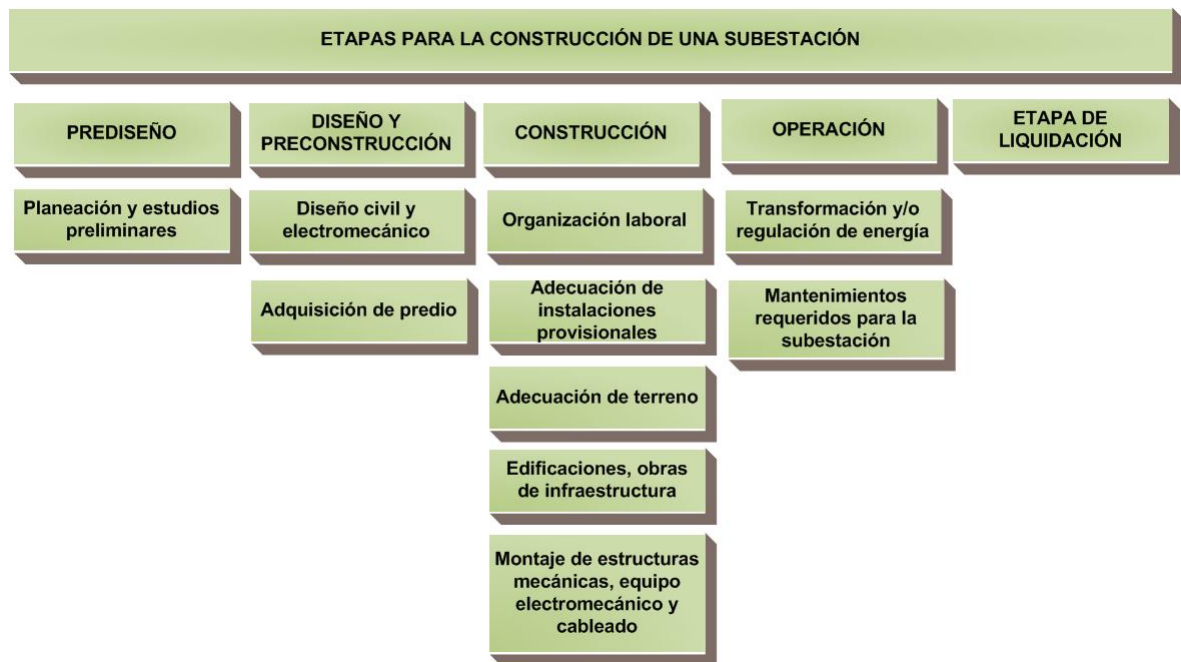 ETAPAS PARA LA CONSTRUCCIÓN DE UNA SUBESTACIÓN
PREDISEÑO
DISEÑO Y
PRECONSTRUCCIÓN
CONSTRUCCIÓN
OPERACIÓN
ETAPA DE
LIQUIDACIÓN
Planeación y estudios
preliminares
Diseño civil y
electromecánico
Organización laboral
Transformación y/o
regulación de energía
Adquisición de predio
Adecuación de
instalaciones
provisionales
Mantenimientos
requeridos para la
subestación
Adecuación de terreno
Edificaciones, obras
de infraestructura
Montaje de estructuras
mecánicas, equipo
electromecánico y
cableado